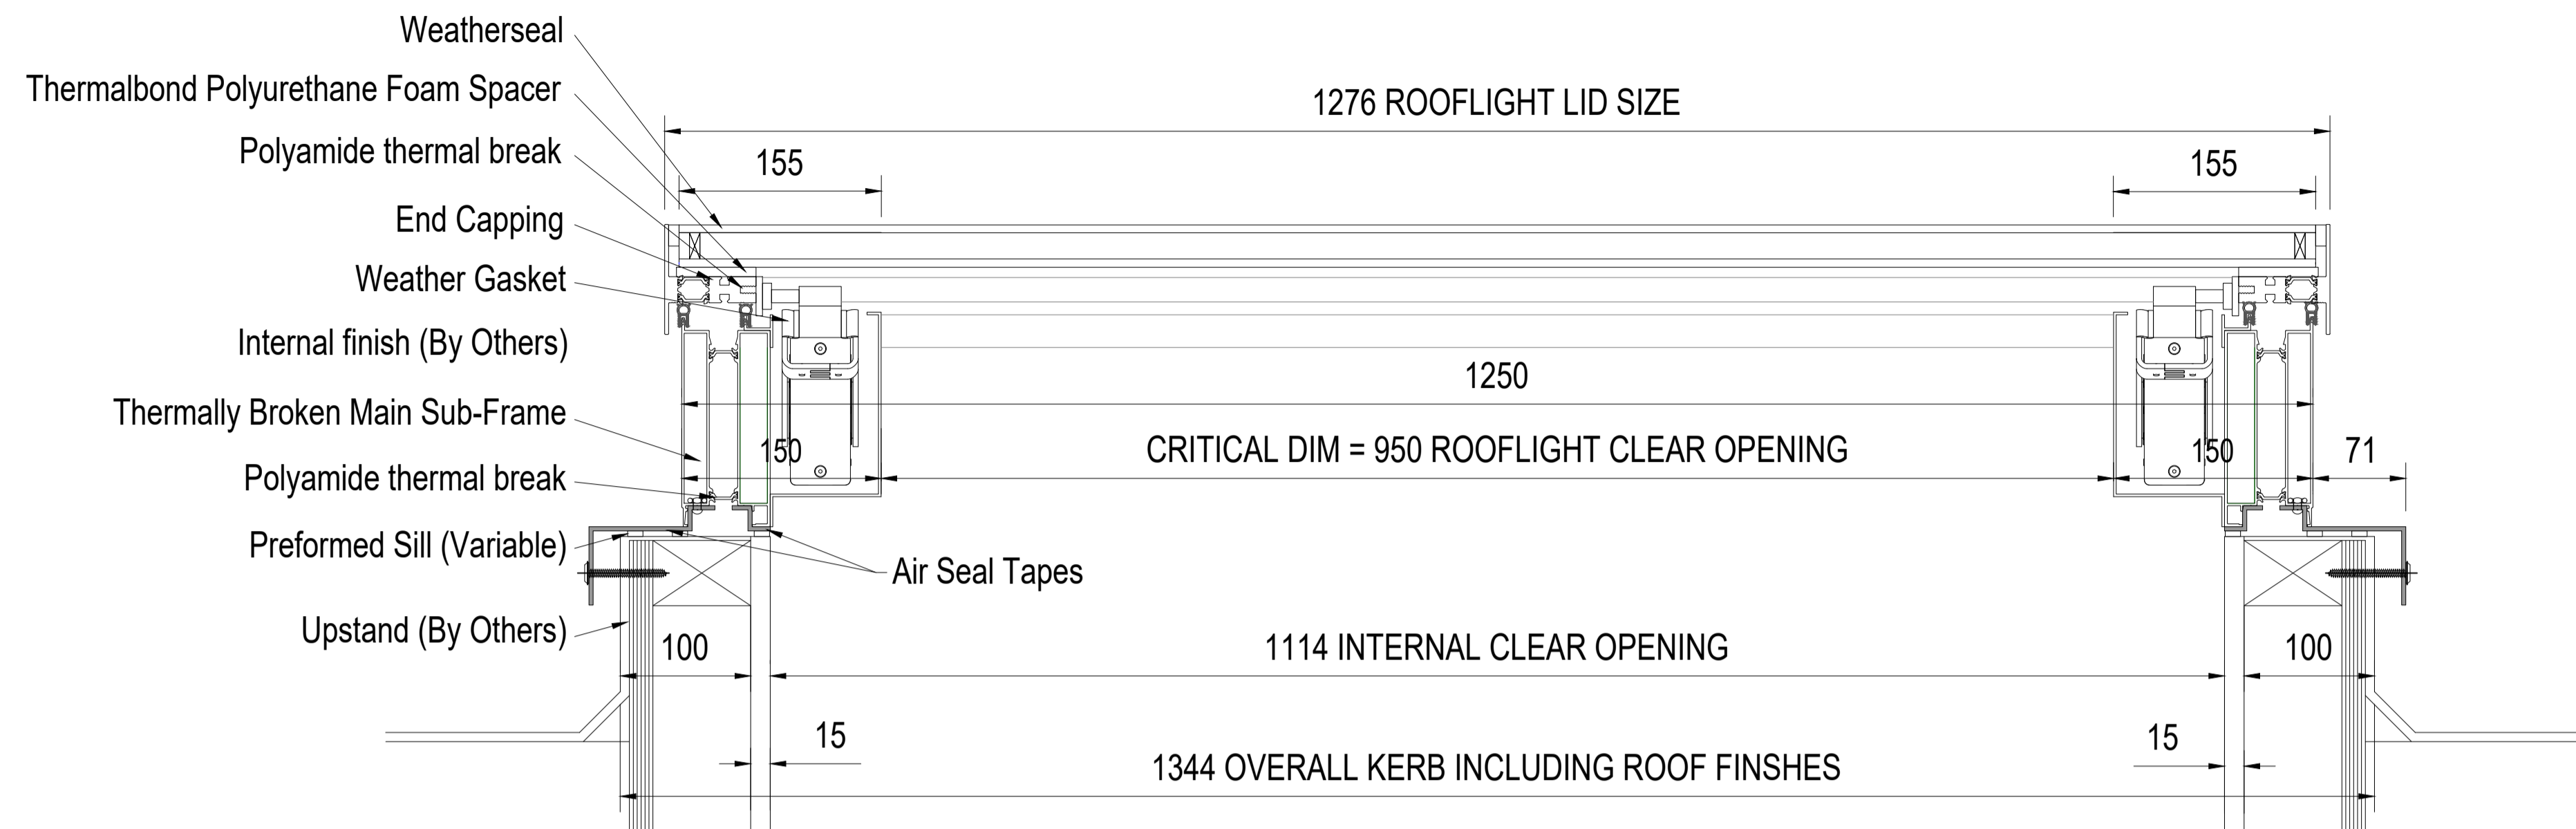 Weatherseal
Thermalbond Polyurethane Foam Spacer
Polyamide thermal break
End Capping
Weather Gasket
Internal finish (By Others)
Thermally Broken Main Sub-Frame
Polyamide thermal break
Preformed Sill (Variable)
Upstand (By Others)
1276 ROOFLIGHT LID SIZE
155
155
1250
150
CRITICAL DIM = 950 ROOFLIGHT CLEAR OPENING
150
71
Air Seal Tapes
100
1114 INTERNAL CLEAR OPENING
100
15
15
1344 OVERALL KERB INCLUDING ROOF FINSHES